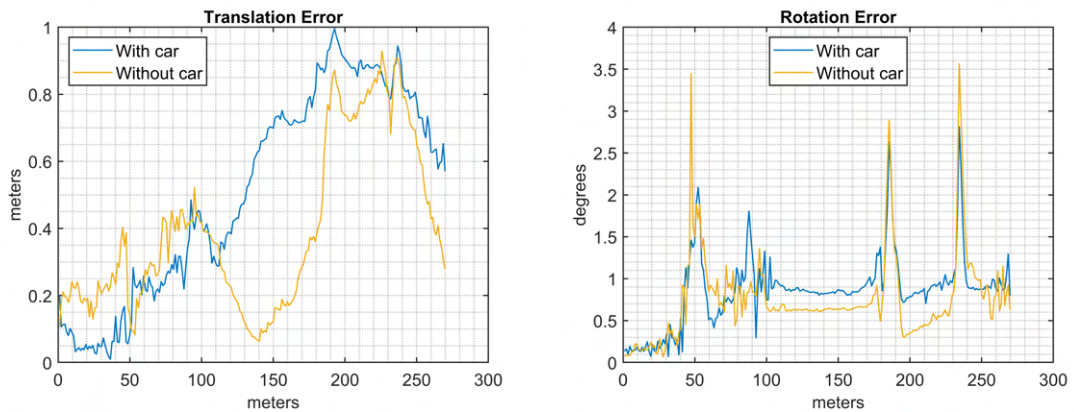 Translation Error
With car
Without car
meters
1
0.8
0.6
0.4
0.2
0
0 50 100 150 200 250 300
meters
Rotation Error
With car
Without car
degrees
4
3.5
3
2.5
2
1.5
1
0.5
0
0 50 100 150 200 250 300
meters